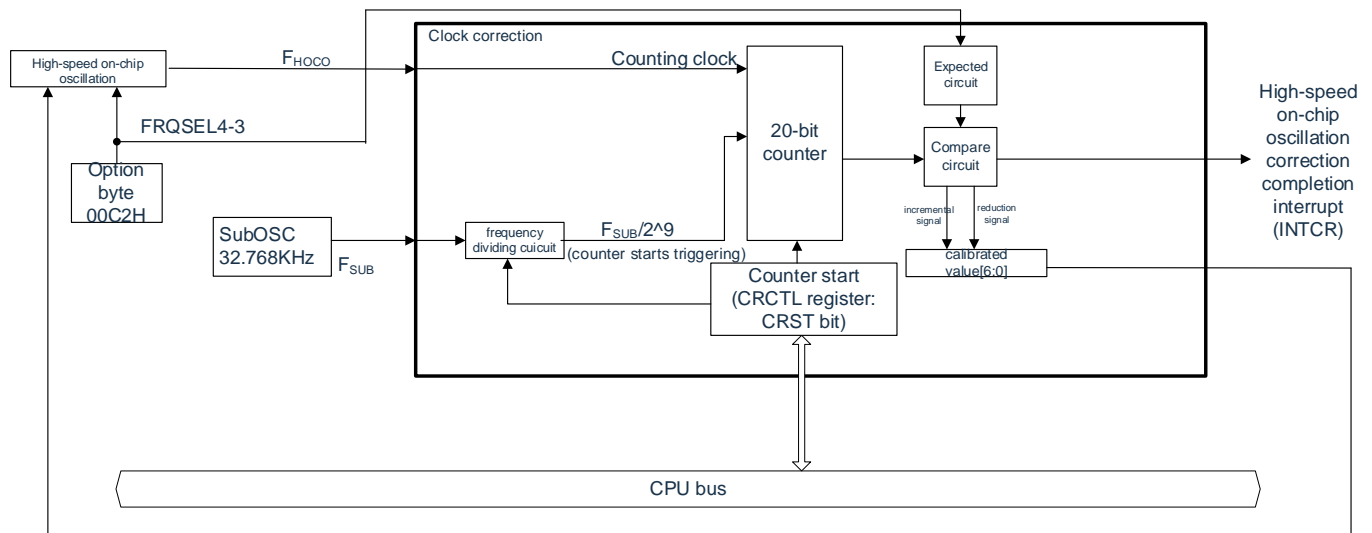 Clock correction
High-speed on-chip
oscillation
F_HOCO
Counting clock
Expected
circuit
High-speed
on-chip
oscillation
correction
completion
interrupt
(INTCR)
FRQSEL4-3
20-bit
counter
Compare
circuit
Option
byte
00C2H
incremental
signal
reduction
signal
SubOSC
32.768KHz
F_SUB
frequency
dividing cuicuit
F_SUB/2^9
(counter starts triggering)
calibrated
value[6:0]
Counter start
(CRCTL register:
CRST bit)
CPU bus